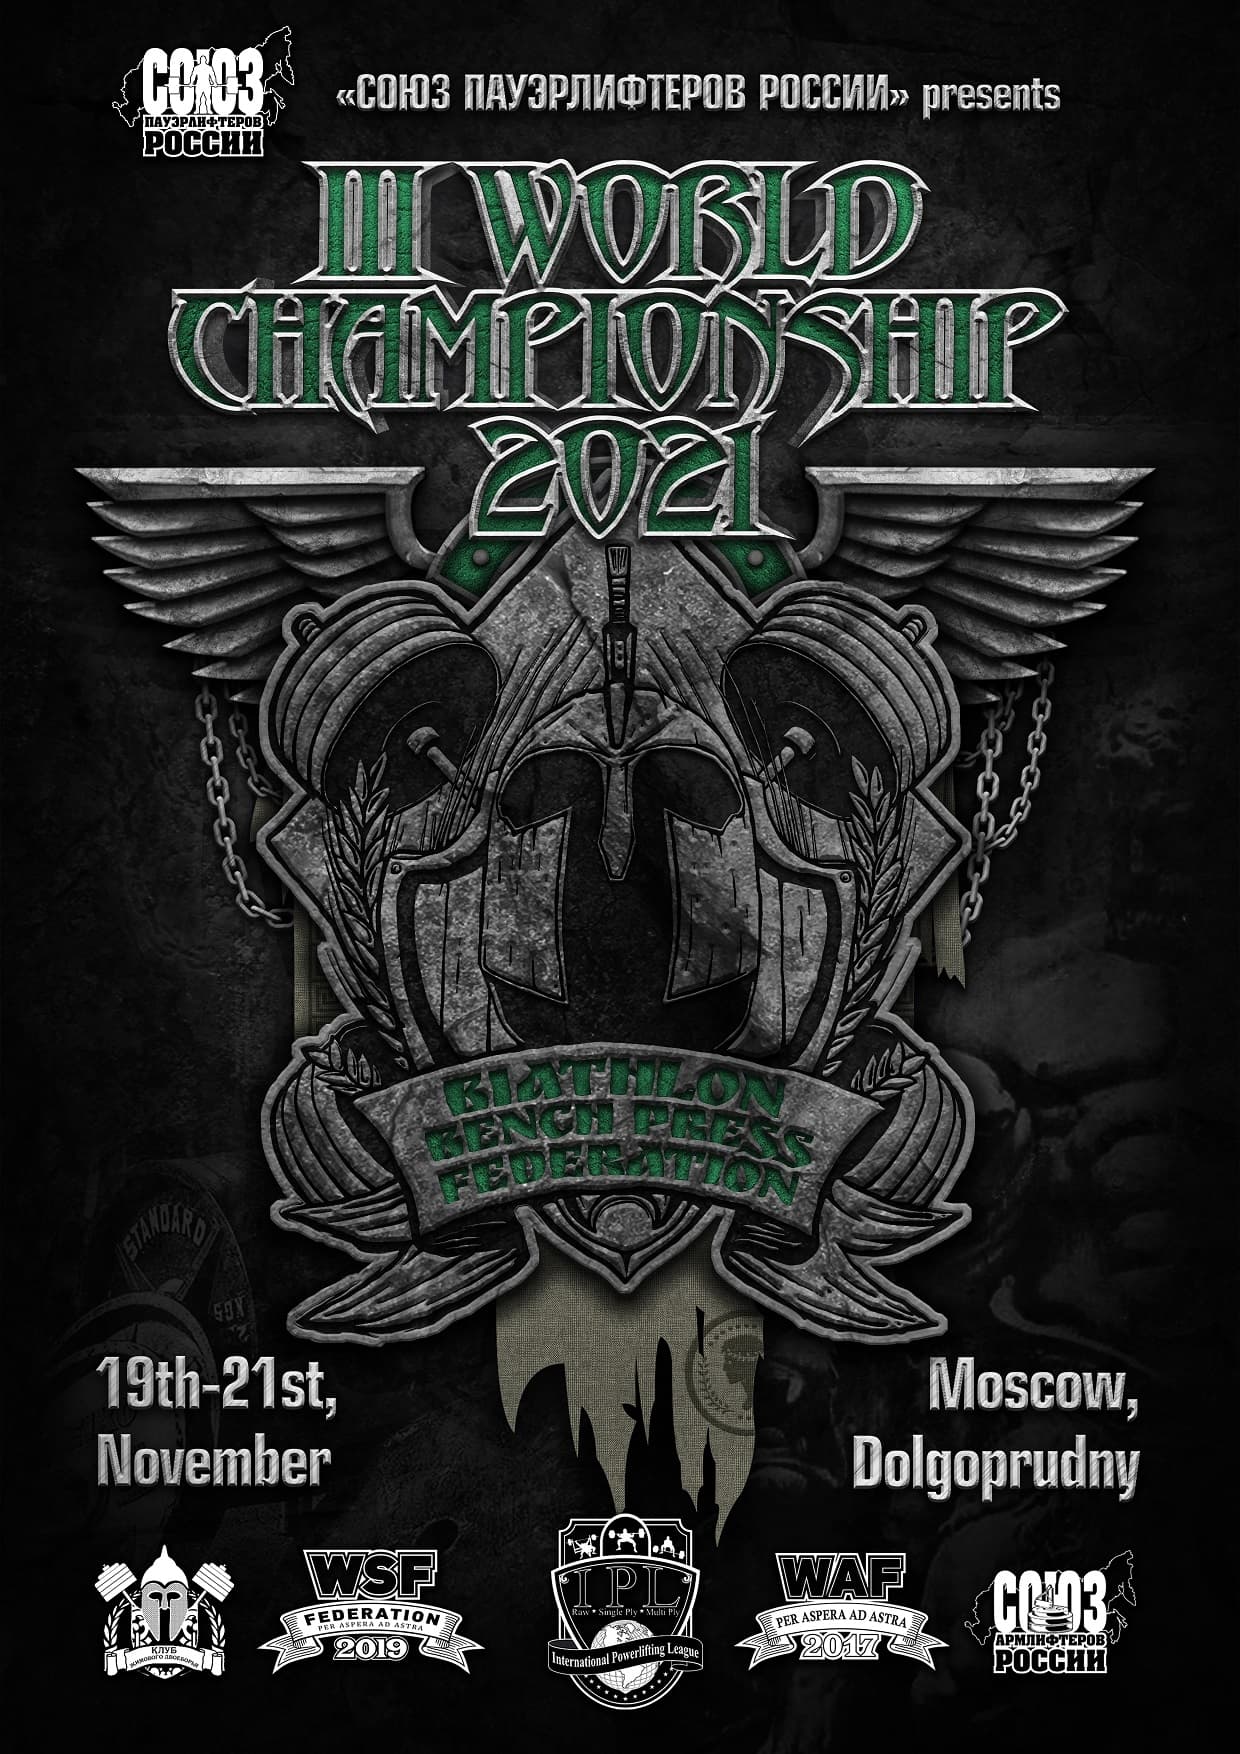 СОЮЗ
ПАУЭРЛИФТЕРОВ
РОССИИ
«СОЮЗ ПАУЭРЛИФТЕРОВ РОССИИ» presents
III WORLD
CHAMPIONSHIP
2021
BIATHLON
BENCH PRESS
FEDERATION
STANDARD
19th-21st,
November
Moscow,
Dolgoprudny
КЛУБ
ЖИМОВОГО ДВОЕБОРЬЯ
WSF
FEDERATION
PER ASPERA AD ASTRA
2019
IPL
Raw • Single Ply • Multi Ply
International Powerlifting League
WAF
PER ASPERA AD ASTRA
2017
СОЮЗ
АРМЛИФТЕРОВ
РОССИИ